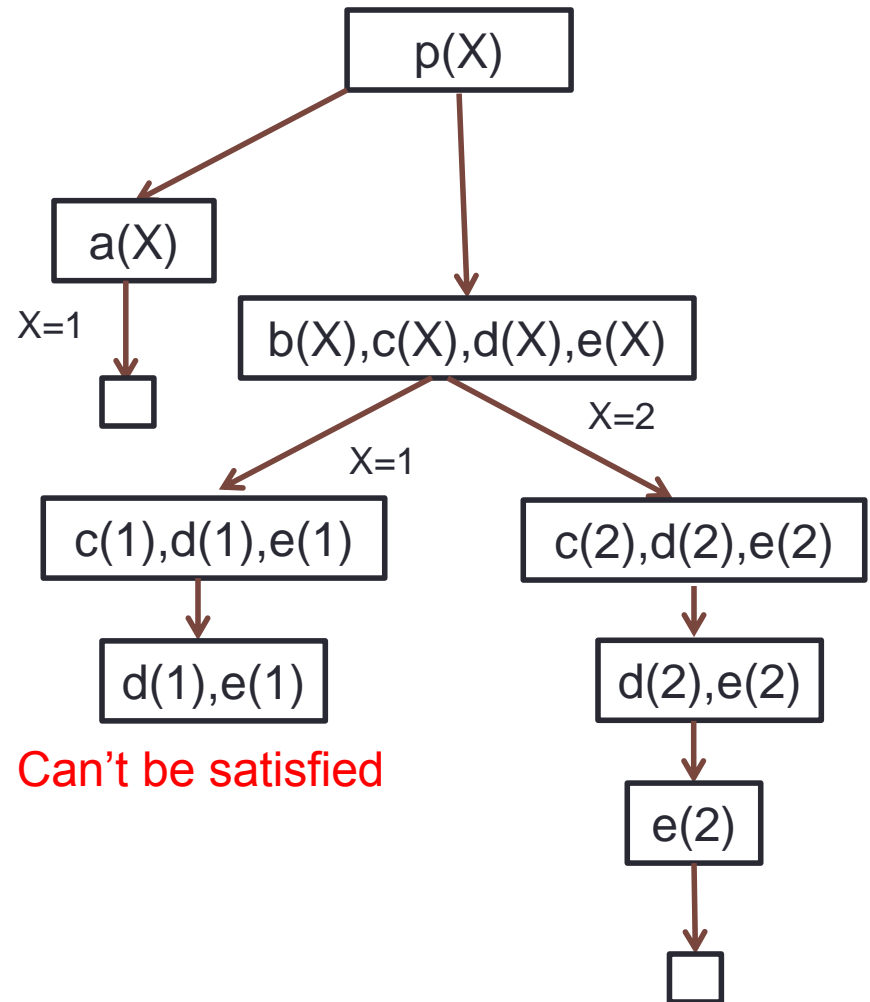 p(X)
a(X)
X=1
b(X),c(X),d(X),e(X)
X=2
X=1
c(1),d(1),e(1)
c(2),d(2),e(2)
d(1),e(1)
d(2),e(2)
Can't be satisfied
e(2)